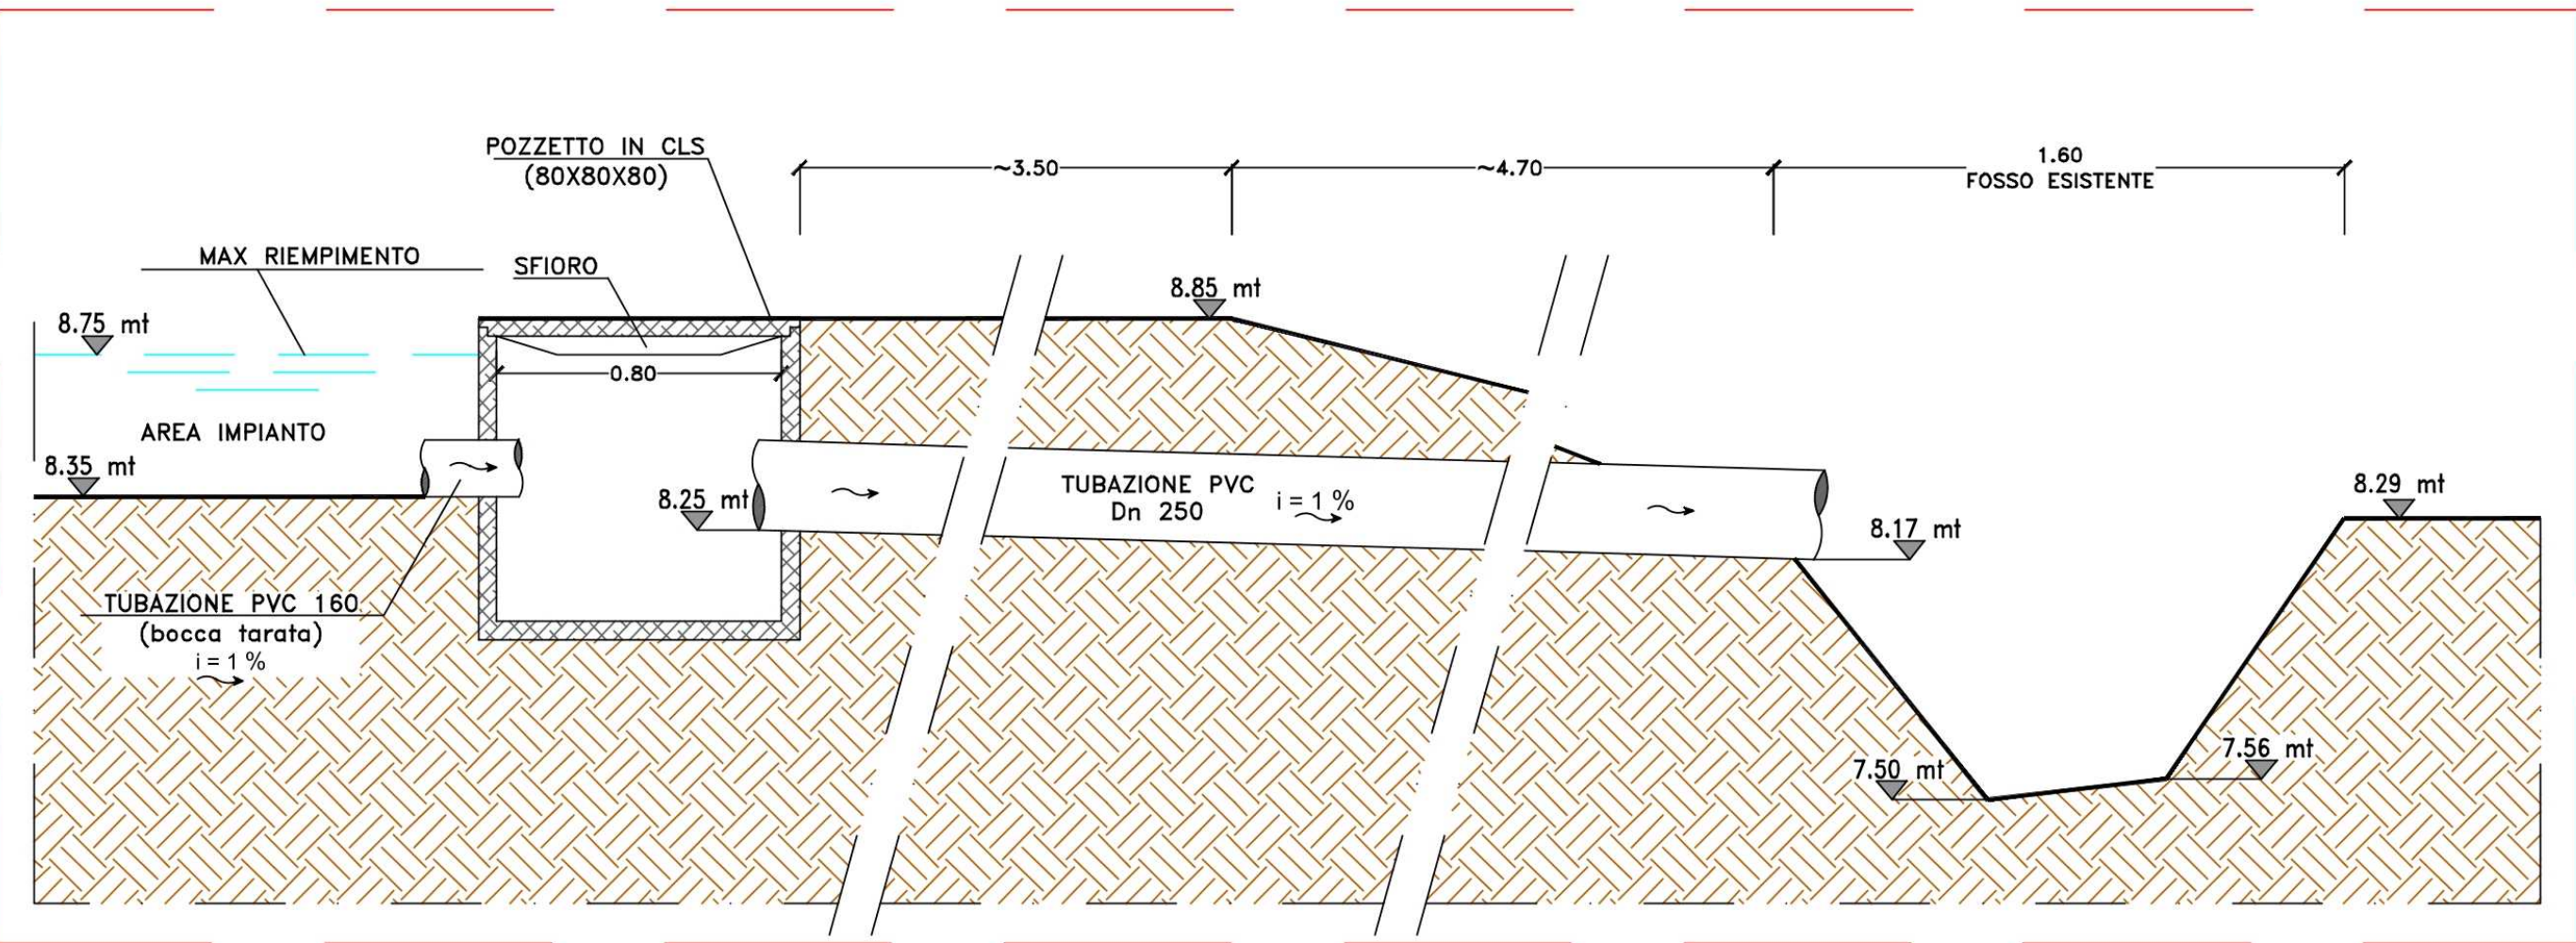 POZZETTO IN CLS
(80X80X80)
~3.50
~4.70
1.60
FOSSO ESISTENTE
MAX RIEMPIMENTO
SFIORO
8.75 mt
8.85 mt
0.80
AREA IMPIANTO
8.35 mt
8.25 mt
TUBAZIONE PVC
Dn 250
i = 1 %
8.29 mt
8.17 mt
TUBAZIONE PVC 160
(bocca tarata)
i = 1 %
7.50 mt
7.56 mt